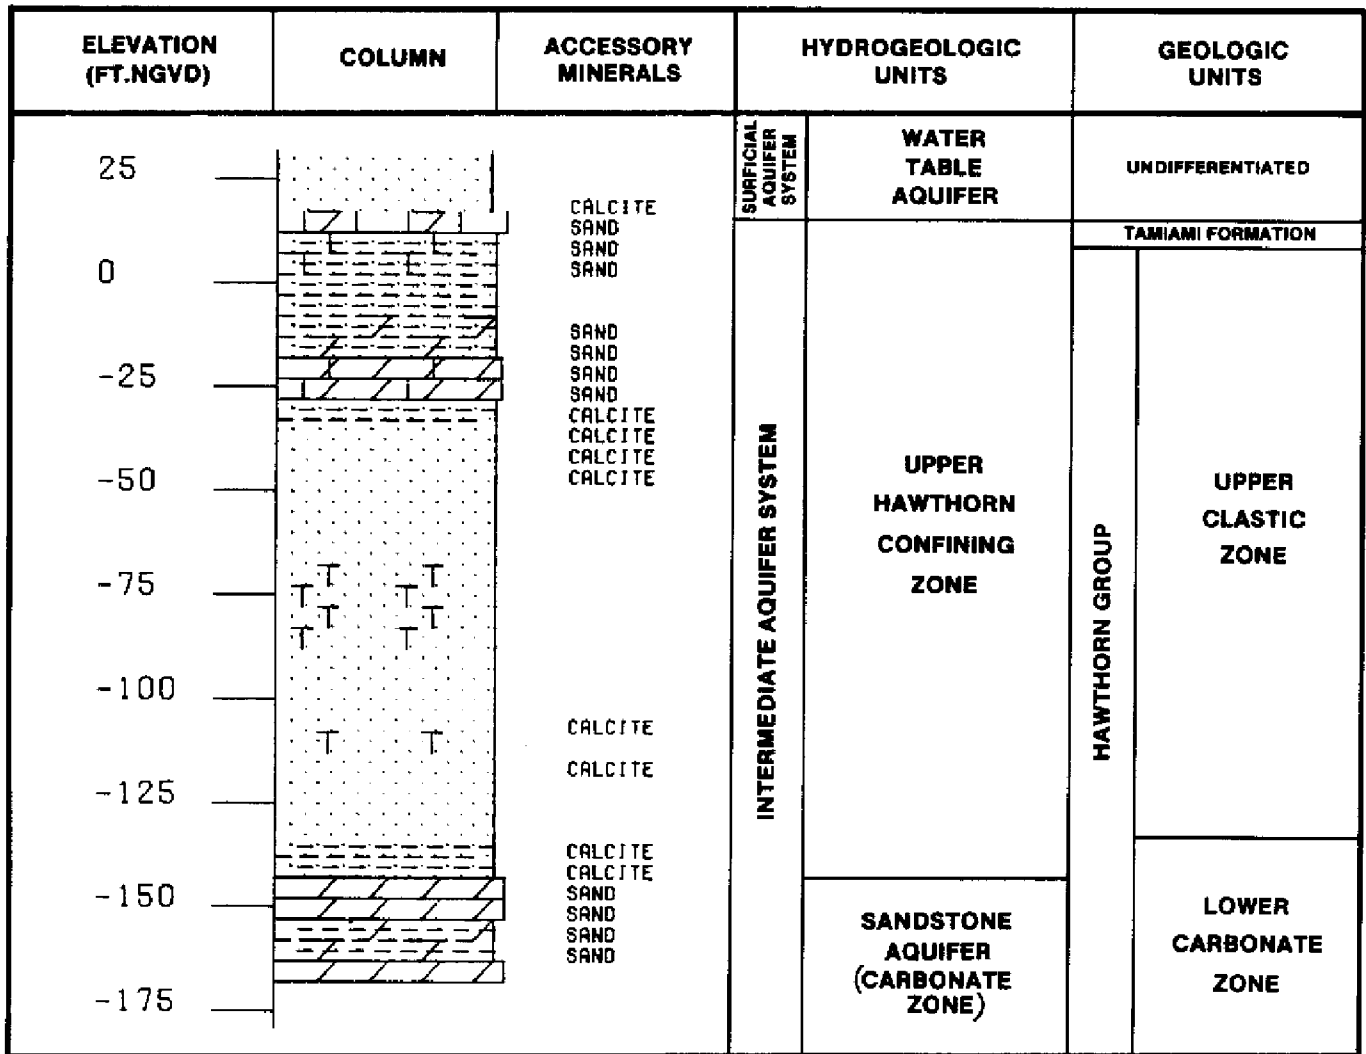 ELEVATION
(FT.NGVD)
COLUMN
ACCESSORY
MINERALS
HYDROGEOLOGIC
UNITS
GEOLOGIC
UNITS
25
0
-25
-50
-75
-100
-125
-150
-175
CALCITE
SAND
SAND
SAND
SAND
SAND
SAND
SAND
CALCITE
CALCITE
CALCITE
CALCITE
CALCITE
CALCITE
CALCITE
CALCITE
SAND
SAND
SAND
SAND
SURFICIAL
AQUIFER
SYSTEM
INTERMEDIATE AQUIFER SYSTEM
WATER
TABLE
AQUIFER
UPPER
HAWTHORN
CONFINING
ZONE
SANDSTONE
AQUIFER
(CARBONATE
ZONE)
UNDIFFERENTIATED
TAMIAMI FORMATION
HAWTHORN GROUP
UPPER
CLASTIC
ZONE
LOWER
CARBONATE
ZONE